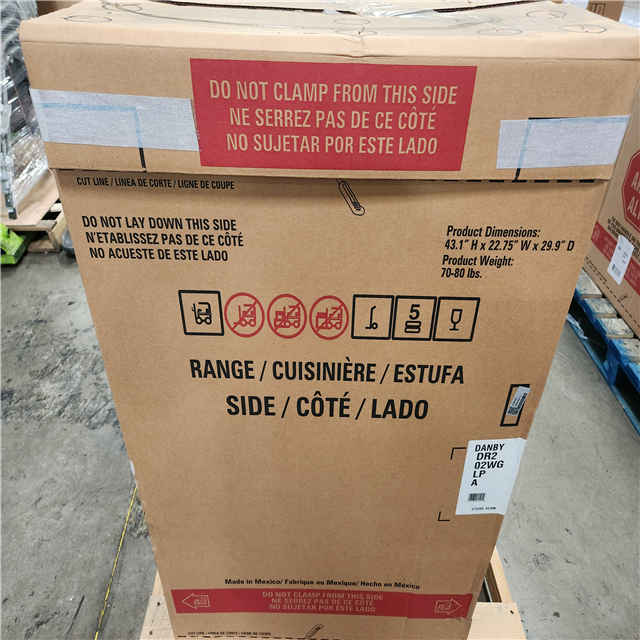 DO NOT CLAMP FROM THIS SIDE
NE SERREZ PAS DE CE CÔTÉ
NO SUJETAR POR ESTE LADO
CUT LINE / LINEA DE CORTE / LIGNE DE COUPE
DO NOT LAY DOWN THIS SIDE
N'ETABLISSEZ PAS DE CE CÔTÉ
NO ACUESTE DE ESTE LADO
Product Dimensions:
43.1" H x 22.75" W x 29.9" D
Product Weight:
70-80 lbs.
5
RANGE / CUISINIÈRE / ESTUFA
SIDE / CÔTÉ / LADO
DANBY
DR2
02WG
LP
A
STORE SCAN
Made in Mexico/ Fabrique au Mexique/ Hecho en México
DO NOT CLAMP FROM THIS SIDE
NE SERREZ PAS DE CE CÔTÉ
NO SUJETAR POR ESTE LADO
CUT LINE / LINEA DE CORTE / LIGNE DE COUPE